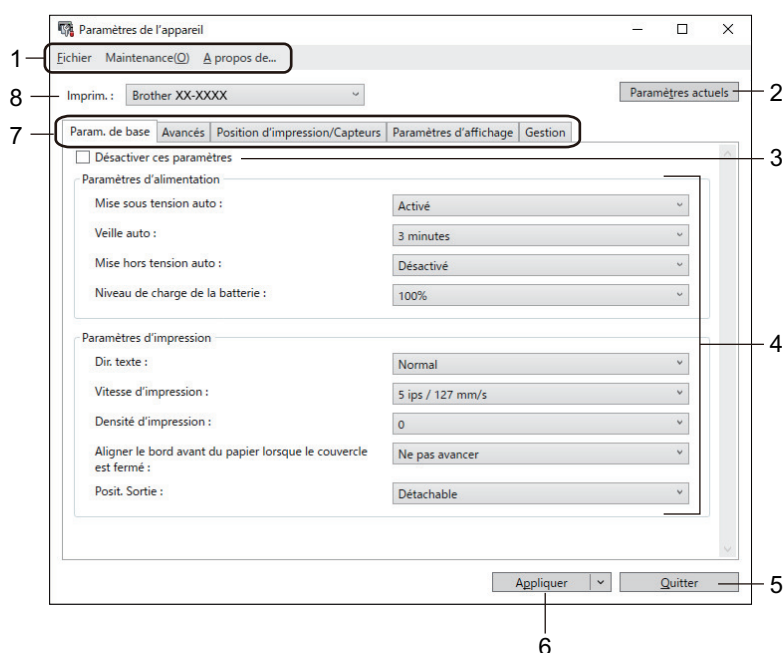 Paramètres de l'appareil
1
Fichier Maintenance(O) A propos de...
8
Imprim. : Brother XX-XXXX
Paramètres actuels
2
7
Param. de base Avancés Position d'impression/Capteurs Paramètres d'affichage Gestion
Désactiver ces paramètres
3
Paramètres d'alimentation
Mise sous tension auto : Activé
Veille auto : 3 minutes
Mise hors tension auto : Désactivé
Niveau de charge de la batterie : 100%
4
Paramètres d'impression
Dir. texte : Normal
Vitesse d'impression : 5 ips / 127 mm/s
Densité d'impression : 0
Aligner le bord avant du papier lorsque le couvercle
est fermé :
Ne pas avancer
Posit. Sortie : Détachable
Appliquer
Quitter
5
6